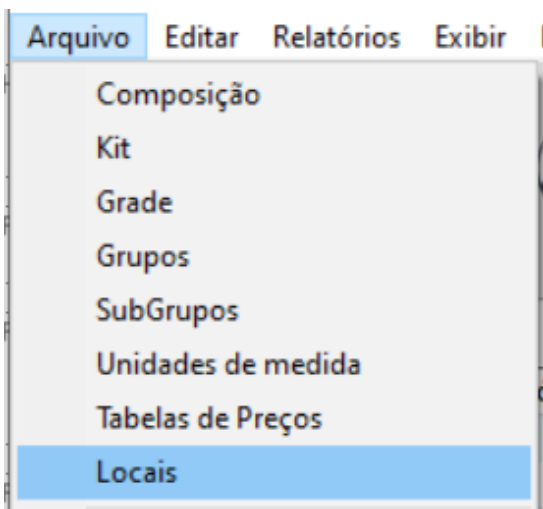 Arquivo Editar Relatórios Exibir
Composição
Kit
Grade
Grupos
SubGrupos
Unidades de medida
Tabelas de Preços
Locais